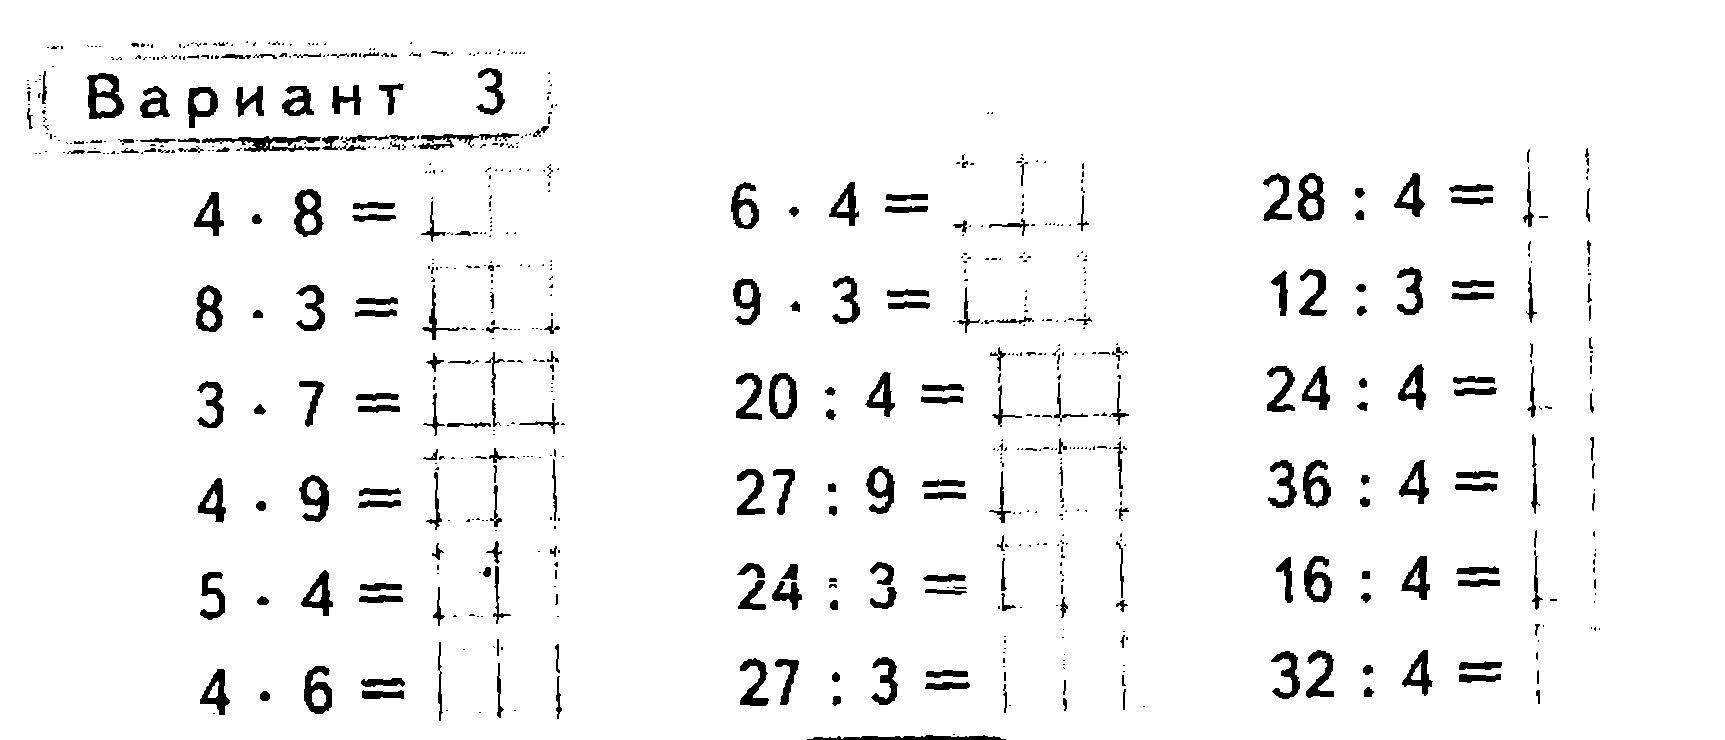 Вариант 3
4 · 8 =
8 · 3 =
3 · 7 =
4 · 9 =
5 · 4 =
4 · 6 =
6 · 4 =
9 · 3 =
20 : 4 =
27 : 9 =
24 : 3 =
27 : 3 =
28 : 4 =
12 : 3 =
24 : 4 =
36 : 4 =
16 : 4 =
32 : 4 =